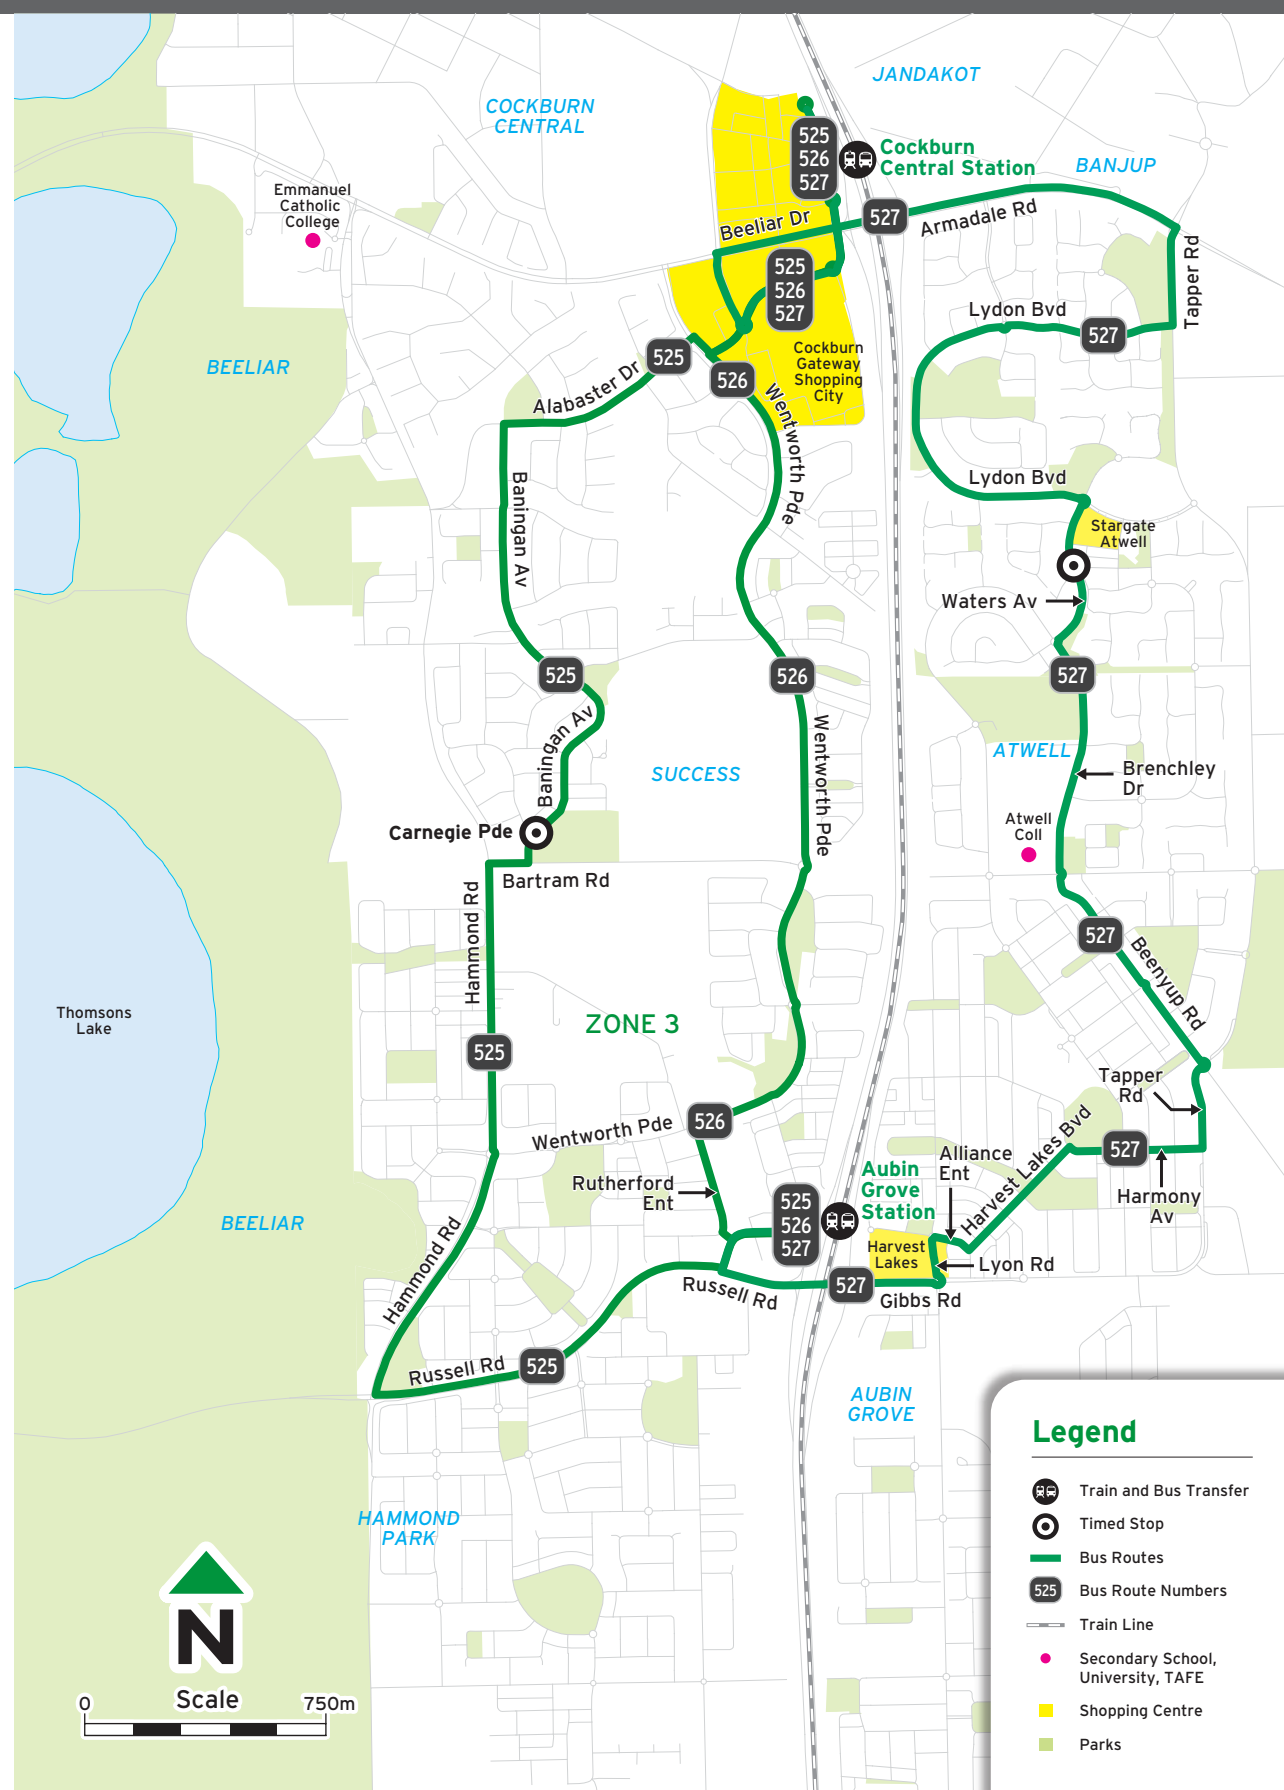 JANDAKOT
COCKBURN
CENTRAL
525
526
527
Cockburn
Central Station
BANJUP
Emmanuel
Catholic
College
527
Armadale Rd
Beeliar Dr
Tapper Rd
525
526
527
Lydon Bvd
527
BEELIAR
525
526
Cockburn
Gateway
Shopping
City
Alabaster Dr
Wentworth Pde
Baningan Av
Lydon Bvd
Stargate
Atwell
Waters Av
525
526
527
Baningan Av
Wentworth Pde
SUCCESS
ATWELL
Brenchley
Dr
Carnegie Pde
Atwell
Coll
Bartram Rd
Hammond Rd
527
Beenyup Rd
Thomsons
Lake
ZONE 3
525
Tapper
Rd
526
Wentworth Pde
527
Alliance
Ent
Harvest Lakes Bvd
Aubin
Grove
Station
Rutherford
Ent
525
526
527
Harmony
Av
BEELIAR
Hammond Rd
Harvest
Lakes
Lyon Rd
Russell Rd
527
Gibbs Rd
Russell Rd
525
AUBIN
GROVE
HAMMOND
PARK
N
Scale
0
750m
Legend
Train and Bus Transfer
Timed Stop
Bus Routes
525
Bus Route Numbers
Train Line
Secondary School,
University, TAFE
Shopping Centre
Parks